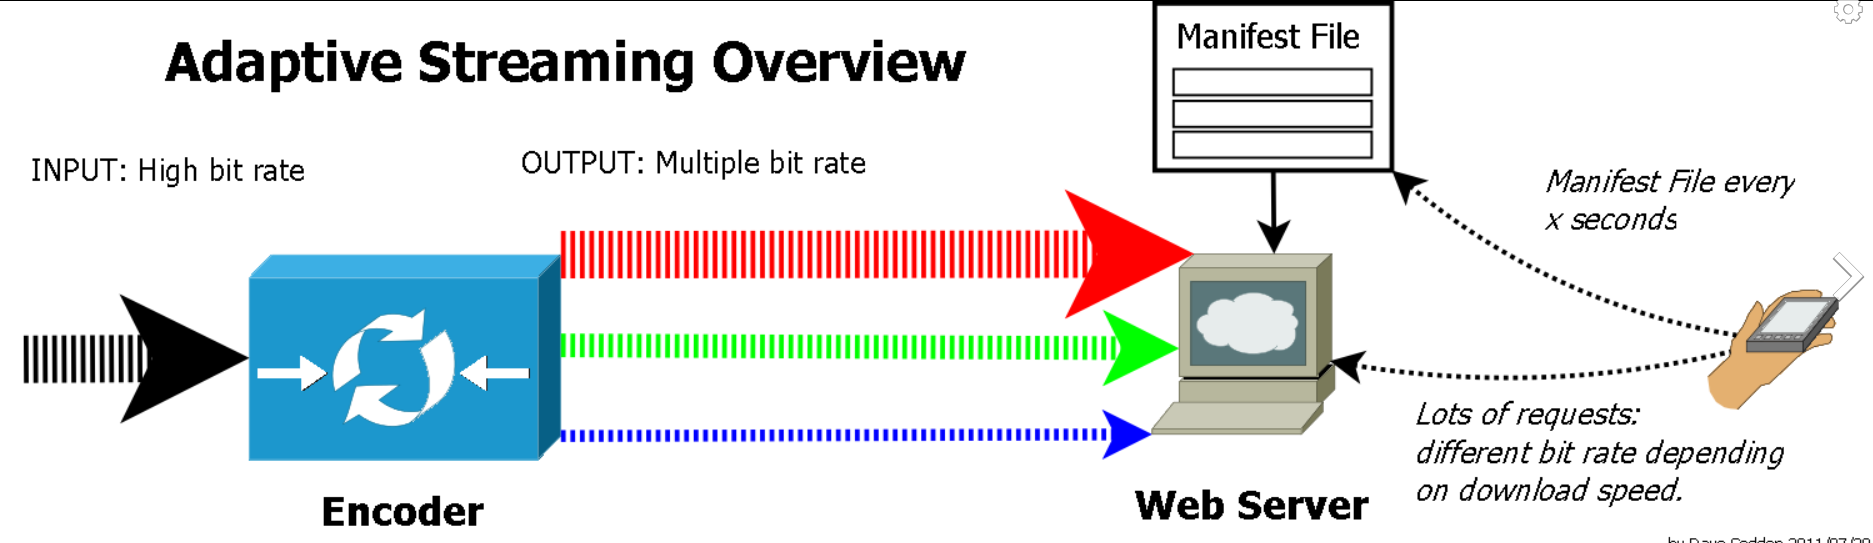 Adaptive Streaming Overview
Manifest File
INPUT: High bit rate
OUTPUT: Multiple bit rate
Manifest File every
x seconds
Lots of requests:
different bit rate depending
on download speed.
Encoder
Web Server